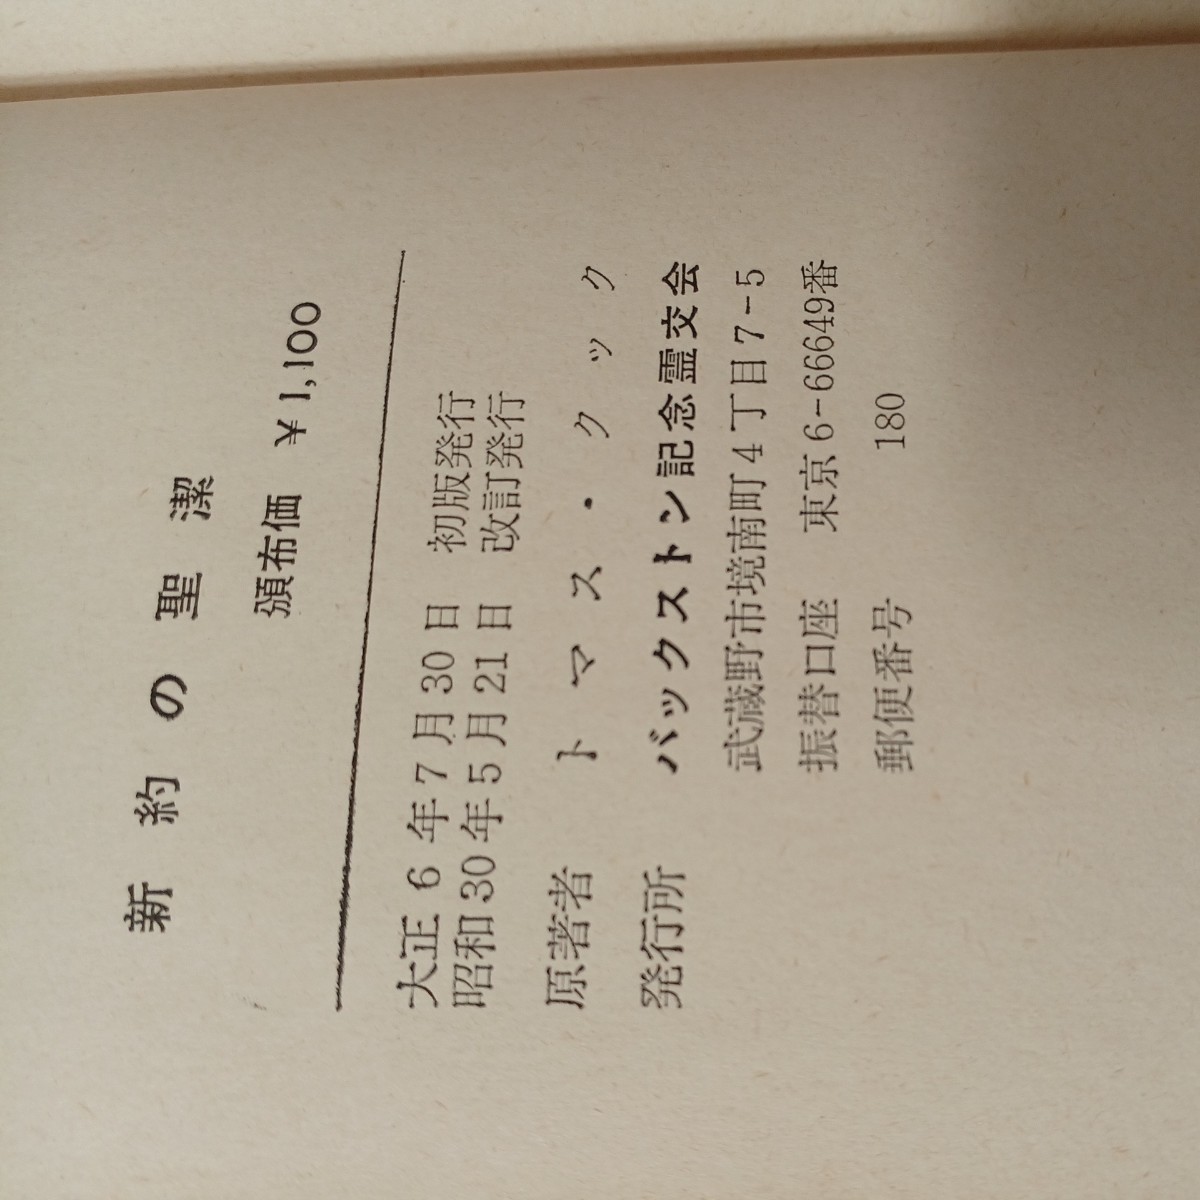 新約の聖潔
頒布価 ¥1,100
大正6年7月30日 初版発行
昭和30年5月21日 改訂発行
原著者 トマス・クック
発行所 バックストン記念霊交会
武蔵野市境南町4丁目7-5
振替口座 東京6-66649番
郵便番号 180